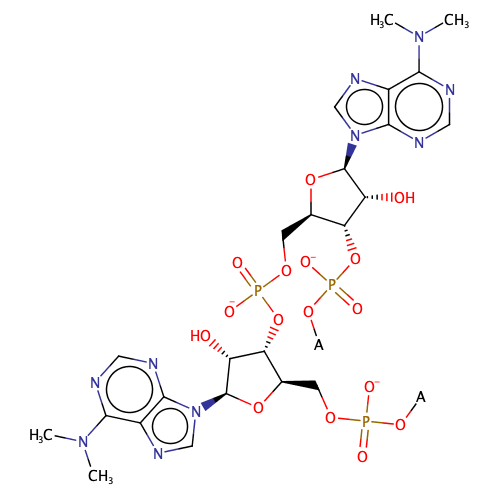 H₃C CH₃
N
N N
N N
O OH
O⁻ O
O O P O
P O
O⁻ O A
HO
N N O⁻ A
N O O P O
H₃C N N O
CH₃